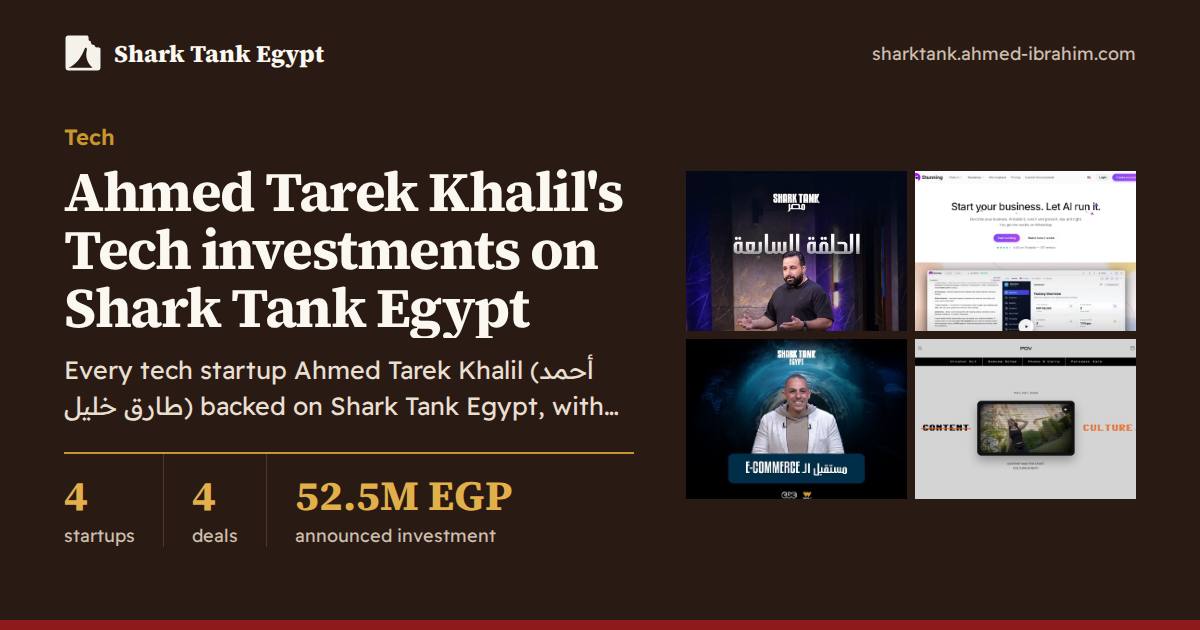 Shark Tank Egypt
sharktank.ahmed-ibrahim.com
Tech
Ahmed Tarek Khalil's
Tech investments on
Shark Tank Egypt
Every tech startup Ahmed Tarek Khalil (أحمد
طارق خليل) backed on Shark Tank Egypt, with...
4
startups
4
deals
52.5M EGP
announced investment
SHARK TANK
مصر
الحلقة السابعة
Stunning
Start your business. Let AI run it.
SHARK TANK
EGYPT
مستقبل الـ E-COMMERCE
POV
CONTENT
CULTURE